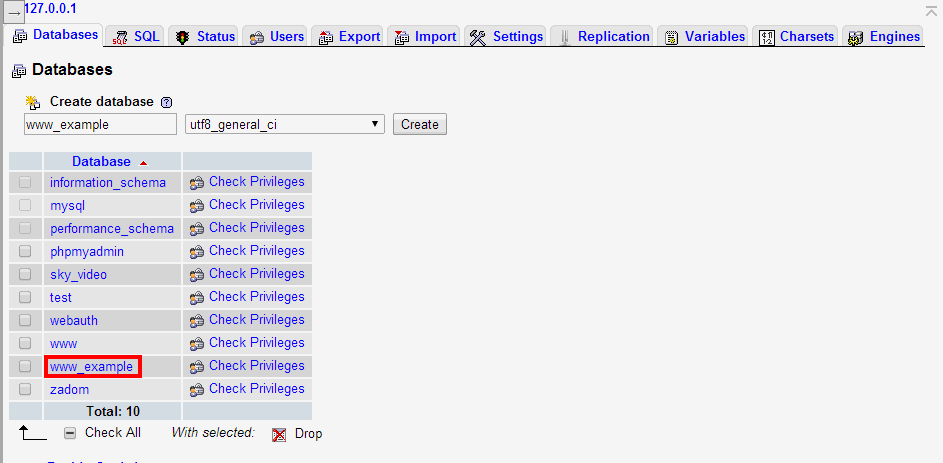 127.0.0.1
Databases SQL Status Users Export Import Settings Replication Variables Charsets Engines
Databases
Create database
www_example utf8_general_ci Create
Database
information_schema Check Privileges
mysql Check Privileges
performance_schema Check Privileges
phpmyadmin Check Privileges
sky_video Check Privileges
test Check Privileges
webauth Check Privileges
www Check Privileges
www_example Check Privileges
zadom Check Privileges
Total: 10
Check All With selected: Drop